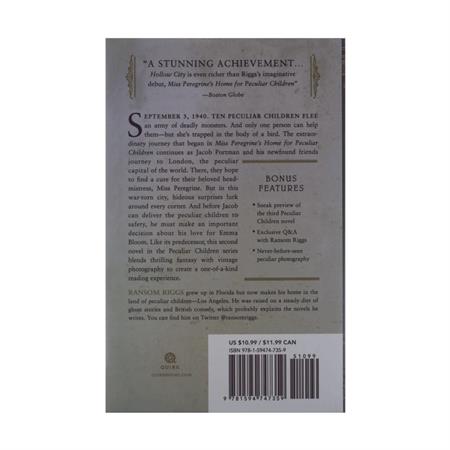 "A STUNNING ACHIEVEMENT...
Hollow City is even richer than Riggs's imaginative
debut, Miss Peregrine's Home for Peculiar Children"
—Boston Globe
SEPTEMBER 3, 1940. TEN PECULIAR CHILDREN FLEE
an army of deadly monsters. And only one person can help
them—but she's trapped in the body of a bird. The extraor-
dinary journey that began in Miss Peregrine's Home for Peculiar
Children continues as Jacob Portman and his newfound friends
journey to London, the peculiar
capital of the world. There, they hope
to find a cure for their beloved head-
mistress, Miss Peregrine. But in this
war-torn city, hideous surprises lurk
around every corner. And before Jacob
can deliver the peculiar children to
safety, he must make an important
decision about his love for Emma
Bloom. Like its predecessor, this second
novel in the Peculiar Children series
blends thrilling fantasy with vintage
photography to create a one-of-a-kind
reading experience.
BONUS
FEATURES
• Sneak preview of
the third Peculiar
Children novel
• Exclusive Q&A
with Ransom Riggs
• Never-before-seen
peculiar photography
RANSOM RIGGS grew up in Florida but now makes his home in the
land of peculiar children—Los Angeles. He was raised on a steady diet of
ghost stories and British comedy, which probably explains the novels he
writes. You can find him on Twitter @ransomriggs.
QUIRK
QUIRKBOOKS.COM
US $10.99 / $11.99 CAN
ISBN 978-1-59474-735-9
51099
9 781594 747359